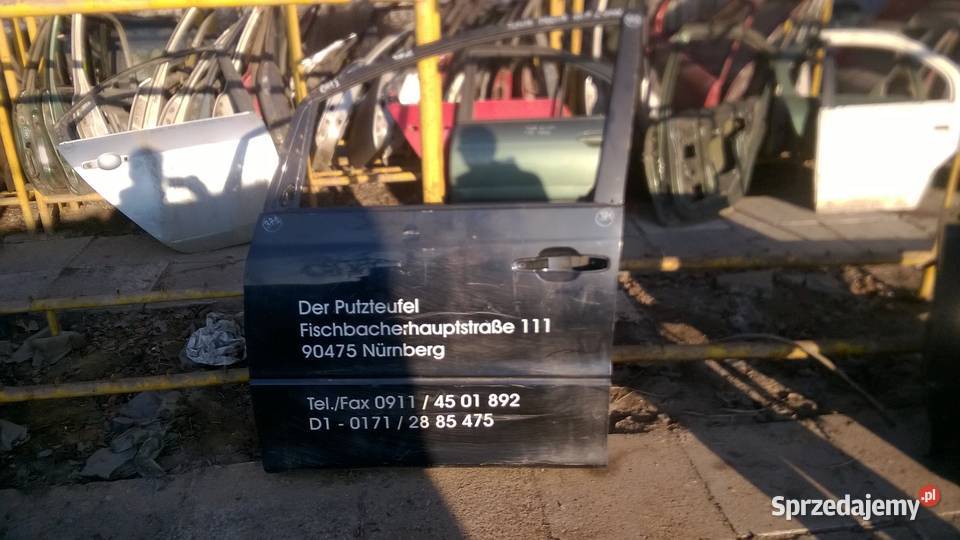 Der Putzteufel
Fischbacherhauptstraße 111
90475 Nürnberg
Tel./Fax 0911 / 45 01 892
D1 - 0171 / 28 85 475
Sprzedajemy.pl